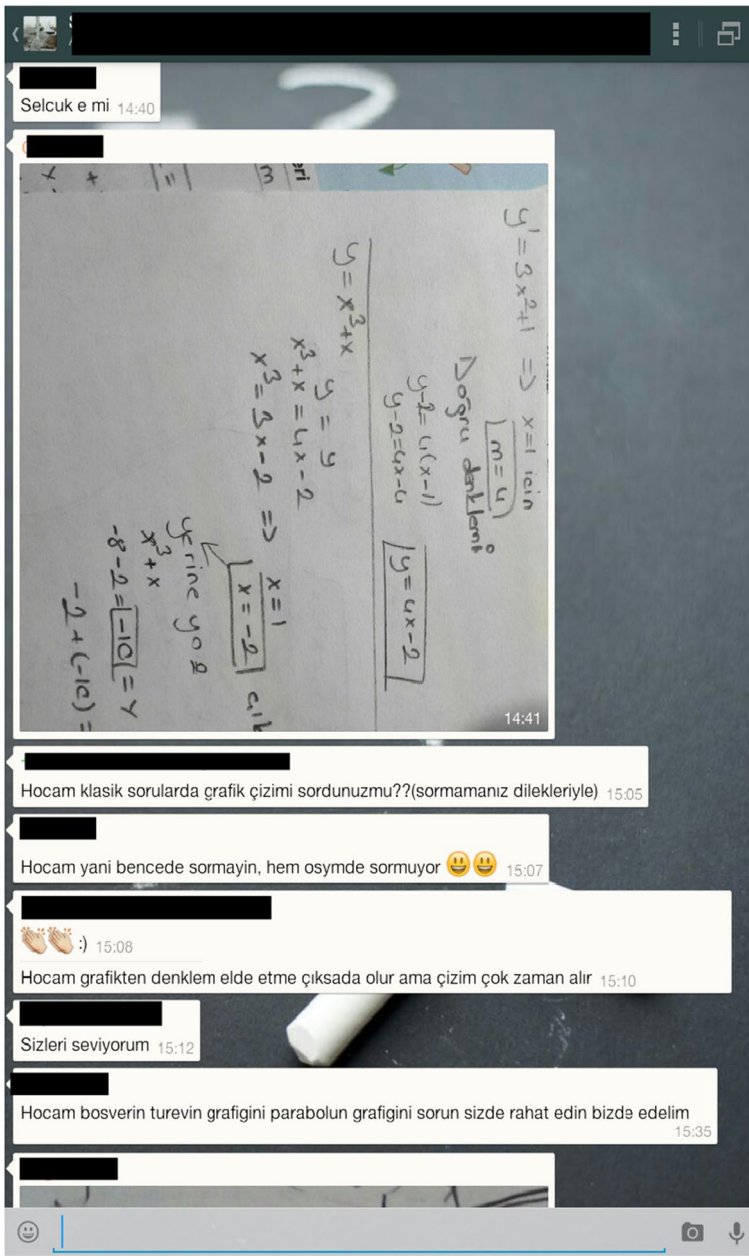 Selcuk e mi 14:40
eri
m
y' = 3x²+1 => x=1 icin
m=4
Doğru denklemi
y-2=4(x-1)
y-2=4x-4
y=4x-2
y=x³+x
y = y
x³+x=4x-2
x³=3x-2 =>
x=1
x=-2
yerine yaz
x³+x
-8-2=-10=y
-2+(-10)=
14:41
Hocam klasik sorularda grafik çizimi sordunuzmu??(sormamanız dilekleriyle) 15:05
Hocam yani bencede sormayin, hem osymde sormuyor 😃 😃 15:07
👏👏 :) 15:08
Hocam grafikten denklem elde etme çıksada olur ama çizim çok zaman alır 15:10
Sizleri seviyorum 15:12
Hocam bosverin turevin grafigini parabolun grafigini sorun sizde rahat edin bizde edelim
15:35